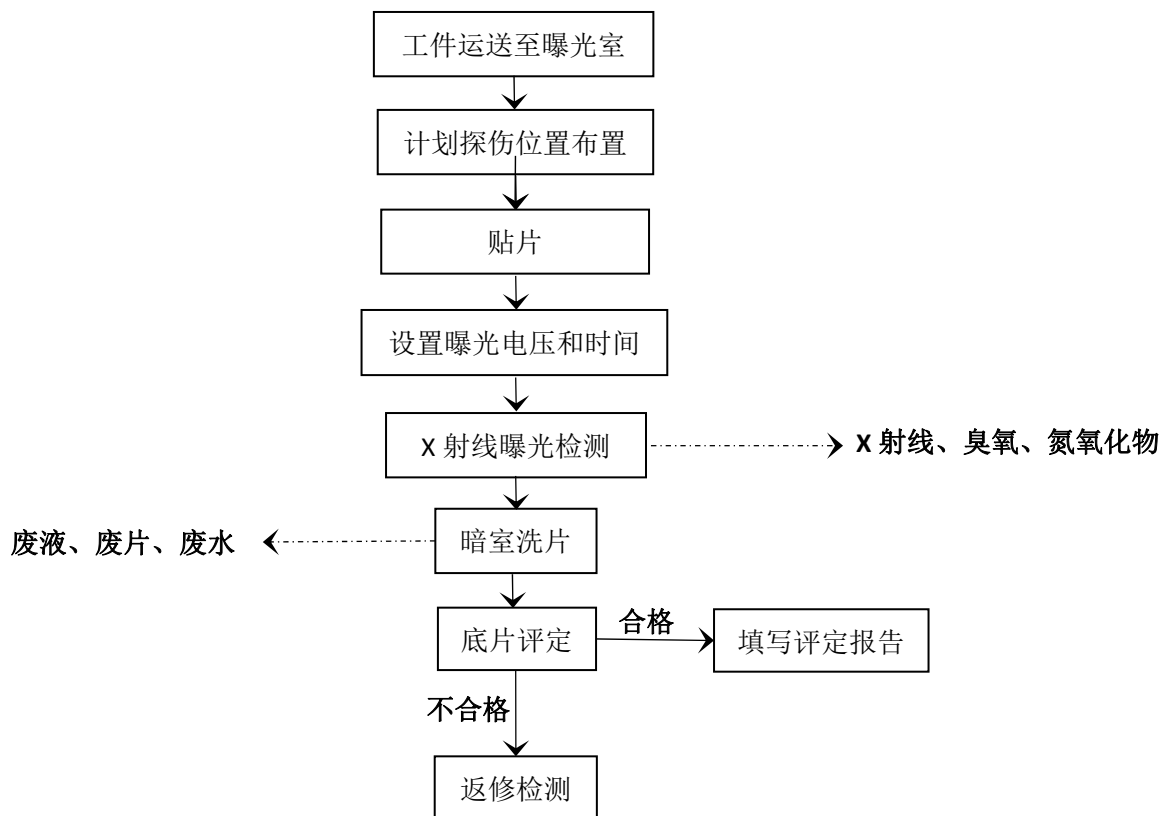 工件运送至曝光室
计划探伤位置布置
贴片
设置曝光电压和时间
X 射线曝光检测
X 射线、臭氧、氮氧化物
废液、废片、废水
暗室洗片
底片评定
合格
填写评定报告
不合格
返修检测